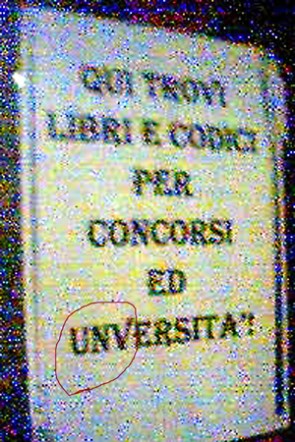 QUI TROVI
LIBRI E CODICI
PER
CONCORSI
ED
UNVERSITA'!